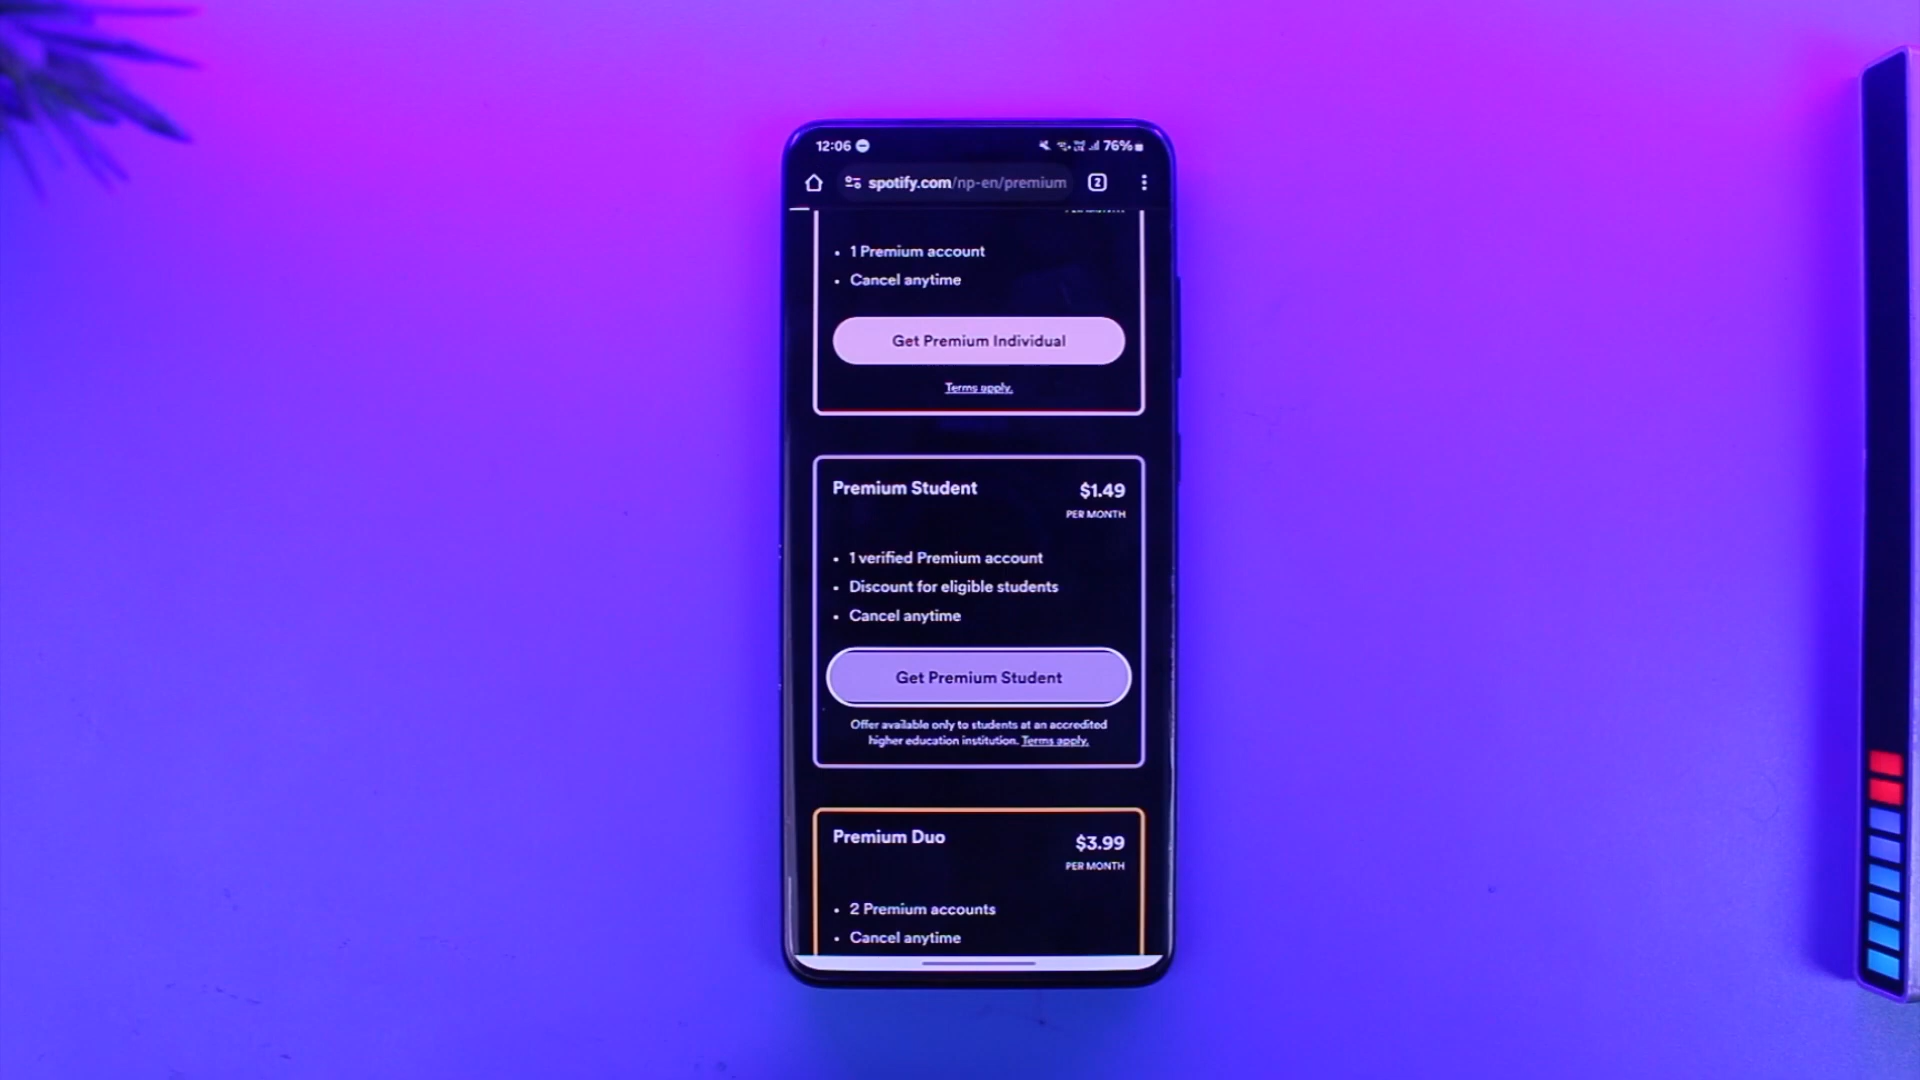 12:06
76%
spotify.com/np-en/premium
2
• 1 Premium account
• Cancel anytime
Get Premium Individual
Terms apply.
Premium Student
$1.49
PER MONTH
• 1 verified Premium account
• Discount for eligible students
• Cancel anytime
Get Premium Student
Offer available only to students at an accredited
higher education institution. Terms apply.
Premium Duo
$3.99
PER MONTH
• 2 Premium accounts
• Cancel anytime